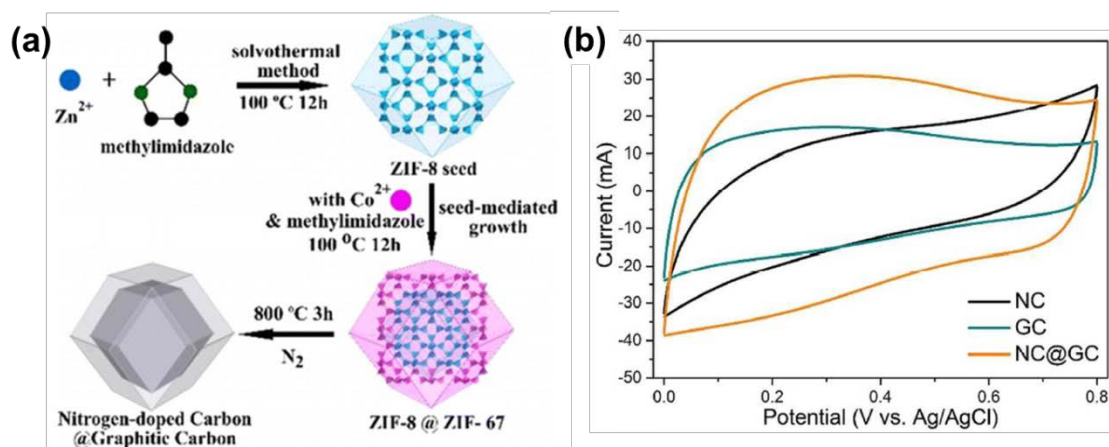 (a)
Zn2+
+
methylimidazole
solvothermal
method
100 °C 12h
ZIF-8 seed
with Co2+
& methylimidazole
100 °C 12h
seed-mediated
growth
ZIF-8 @ ZIF- 67
800 °C 3h
N2
Nitrogen-doped Carbon
@Graphitic Carbon
(b)
Current (mA)
40
30
20
10
0
-10
-20
-30
-40
-50
0.0 0.2 0.4 0.6 0.8
Potential (V vs. Ag/AgCl)
NC
GC
NC@GC